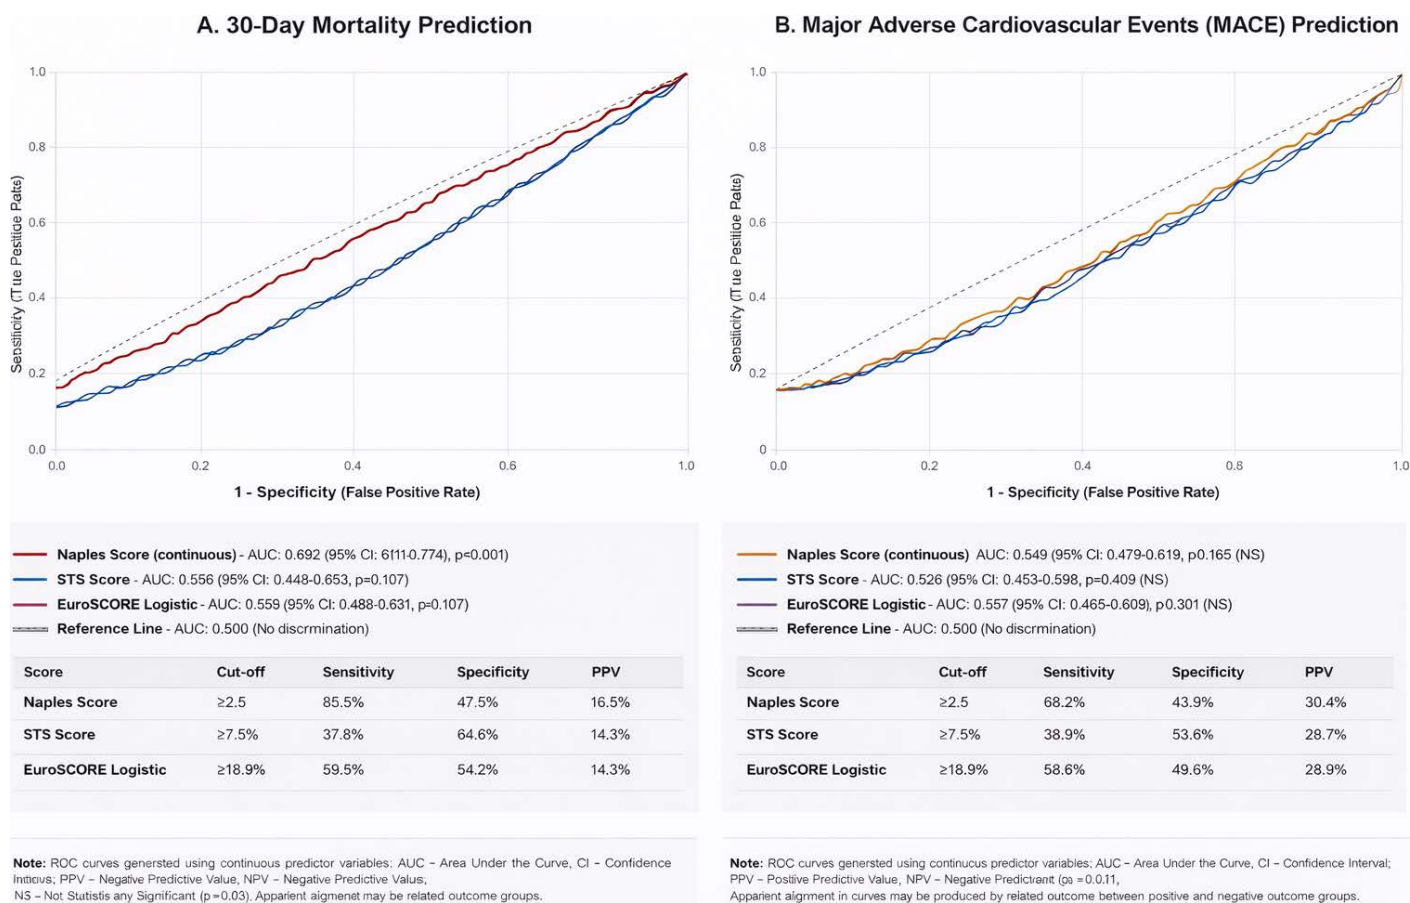 A. 30-Day Mortality Prediction
1.0
0.8
0.6
0.4
0.2
0.0
Sensiticity (T ue Pesitioe Palte)
0.0 0.2 0.4 0.6 1.0
1 - Specificity (False Positive Rate)
Naples Score (continuous) - AUC: 0.692 (95% CI: 6f11-0.774), p<0.001)
STS Score - AUC: 0.556 (95% CI: 0.448-0.653, p=0.107)
EuroSCORE Logistic - AUC: 0.559 (95% CI: 0.488-0.631, p=0.107)
Reference Line - AUC: 0.500 (No discrmination)
Score Cut-off Sensitivity Specificity PPV
Naples Score ≥2.5 85.5% 47.5% 16.5%
STS Score ≥7.5% 37.8% 64.6% 14.3%
EuroSCORE Logistic ≥18.9% 59.5% 54.2% 14.3%
Note: ROC curves genersted using continuous predictor variables: AUC – Area Under the Curve, CI – Confidence
PPV – Negative Predictive Value, NPV – Negative Predictive Valus;
NS – Not Statistis any Significant (p=0.03). Apparient aigmenet may be related outcome groups.
B. Major Adverse Cardiovascular Events (MACE) Prediction
1.0
0.8
0.6
0.4
0.2
0
Sensiticity (T ue Pesitioe Pate)
0.0 0.2 0.4 0.8 1.0
1 - Specificity (False Positive Rate)
Naples Score (continuous) AUC: 0.549 (95% CI: 0.479-0.619, p0.165 (NS)
STS Score - AUC: 0.526 (95% CI: 0.453-0.598, p=0.409 (NS)
EuroSCORE Logistic - AUC: 0.557 (95% CI: 0.465-0.609), p0.301 (NS)
Reference Line - AUC: 0.500 (No discrmination)
Score Cut-off Sensitivity Specificity PPV
Naples Score ≥2.5 68.2% 43.9% 30.4%
STS Score ≥7.5% 38.9% 53.6% 28.7%
EuroSCORE Logistic ≥18.9% 58.6% 49.6% 28.9%
Note: ROC curves genersted using continucus predictor variables: AUC – Area Under the Curve, CI – Confidence Interval;
PPV – Positive Predictive Value, NPV – Negative
Apparient aigrment in curves may be produced by related outcome between positive and negative outcome groups.